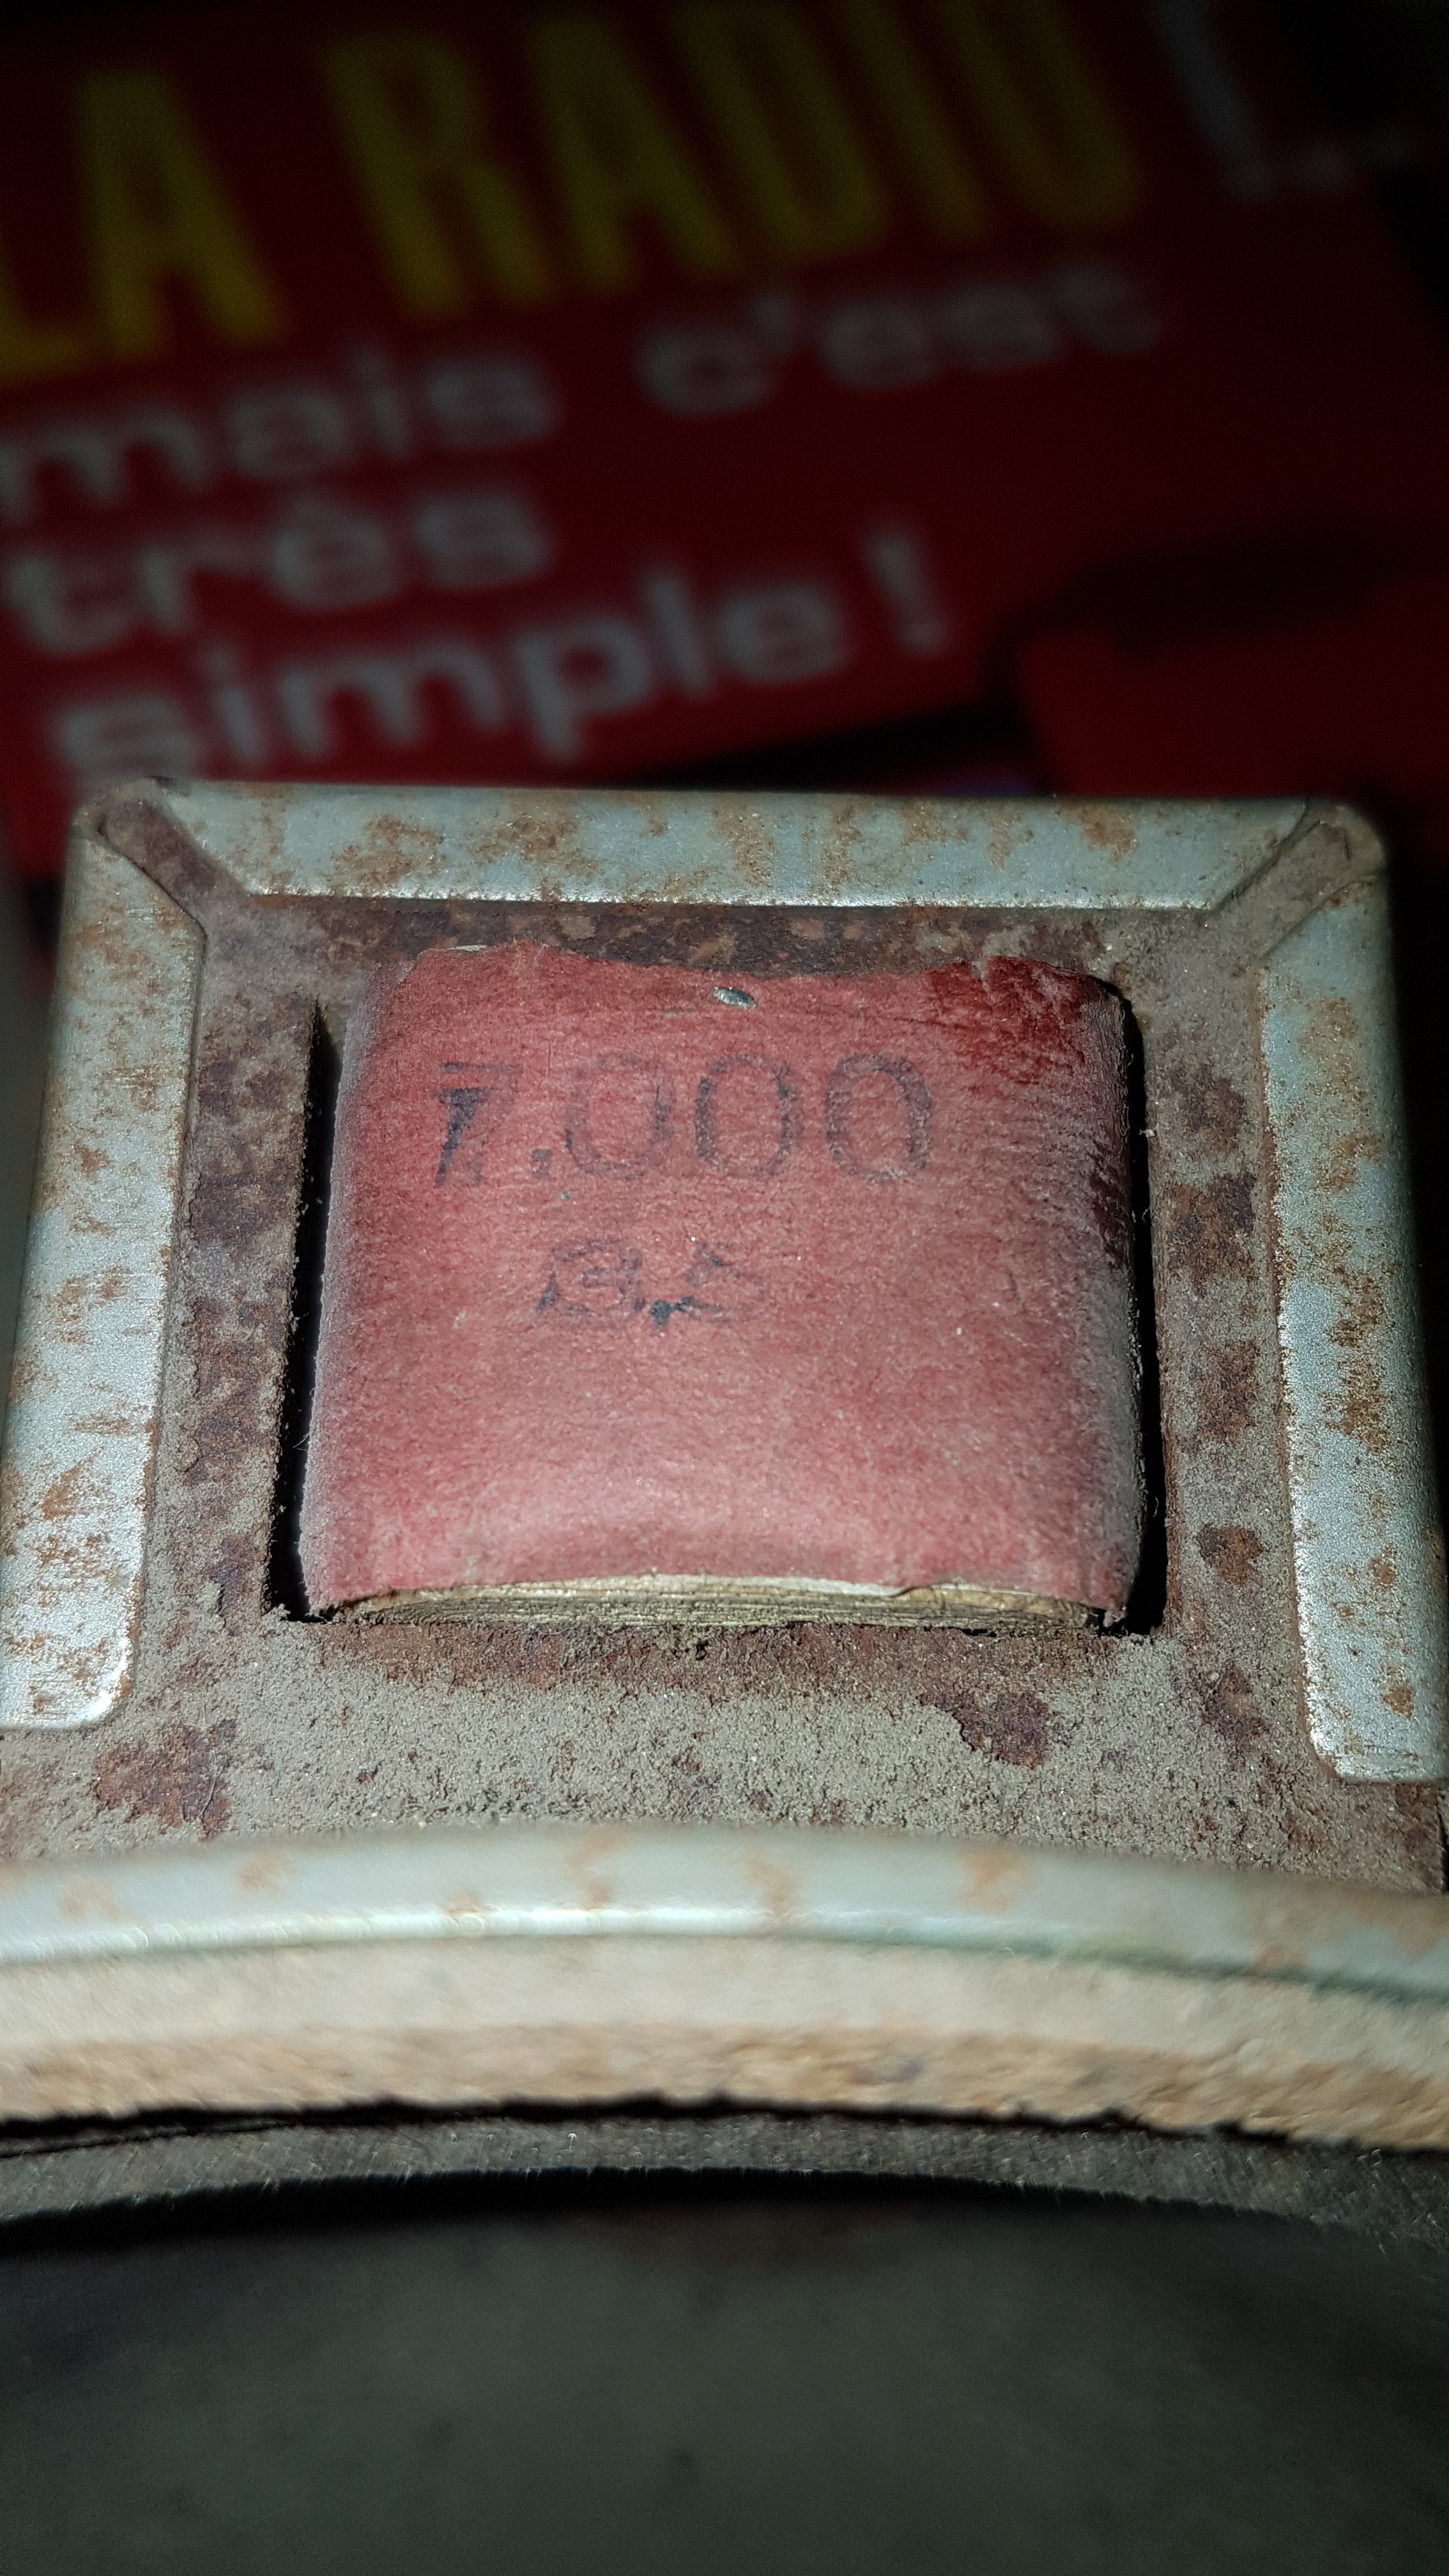 LA RADIO
mais c'est
très
simple!
7.000